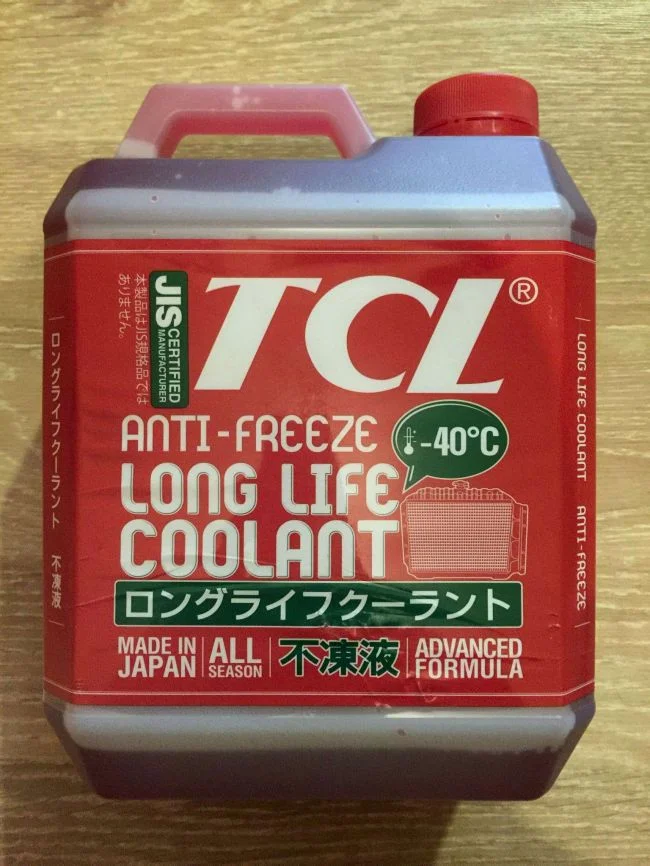 TCL®
JIS CERTIFIED
MANUFACTURER
本製品はJIS規格品では
ありません。
ANTI-FREEZE
-40°C
LONG LIFE
COOLANT
ロングライフクーラント
MADE IN
JAPAN
ALL
SEASON
不凍液
ADVANCED
FORMULA
ロングライフクーラント 不凍液
LONG LIFE COOLANT ANTI-FREEZE